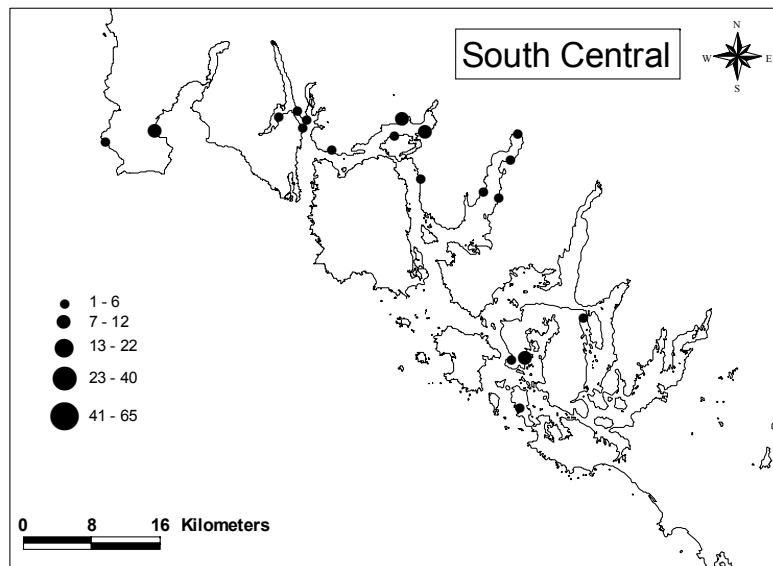 South Central
N
W E
S
1 - 6
7 - 12
13 - 22
23 - 40
41 - 65
0 8 16 Kilometers